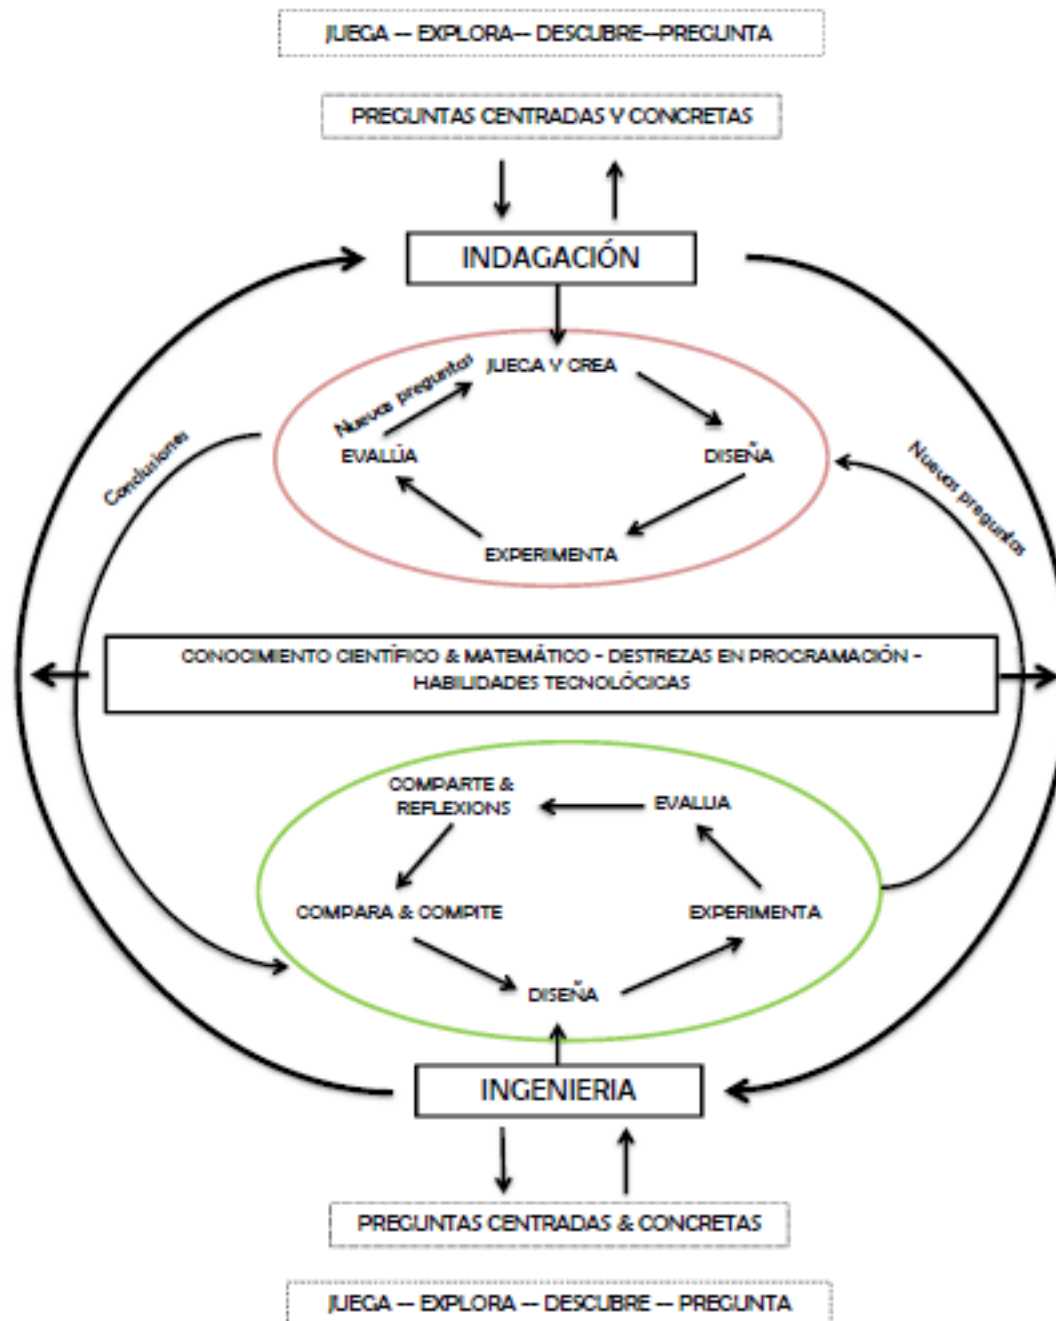 JUEGA -- EXPLORA-- DESCUBRE--PREGUNTA
PREGUNTAS CENTRADAS Y CONCRETAS
INDAGACIÓN
JUEGA Y CREA
Nuevas preguntas
EVALÚA
DISEÑA
EXPERIMENTA
Conclusiones
Nuevas preguntas
CONOCIMIENTO CIENTÍFICO & MATEMÁTICO - DESTREZAS EN PROGRAMACIÓN -
HABILIDADES TECNOLÓGICAS
COMPARTE &
REFLEXIONS
EVALUA
COMPARA & COMPITE
EXPERIMENTA
DISEÑA
INGENIERIA
PREGUNTAS CENTRADAS & CONCRETAS
JUEGA -- EXPLORA -- DESCUBRE -- PREGUNTA